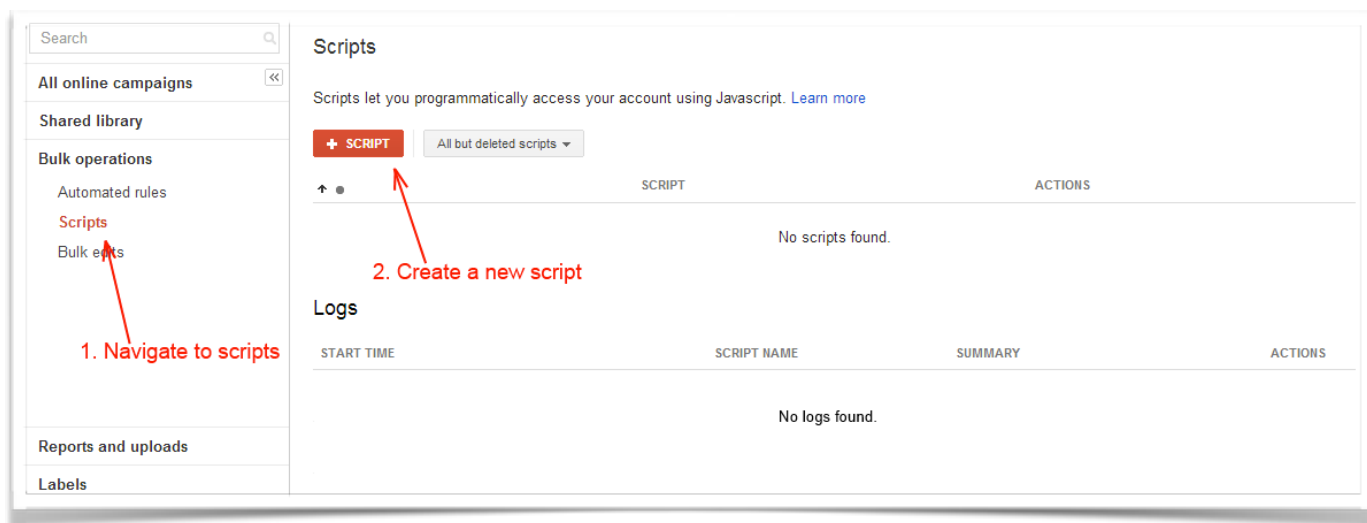 Search
All online campaigns
Shared library
Bulk operations
Automated rules
Scripts
Bulk edits
1. Navigate to scripts
Reports and uploads
Labels
Scripts
Scripts let you programmatically access your account using Javascript. Learn more
+ SCRIPT All but deleted scripts
SCRIPT ACTIONS
No scripts found.
2. Create a new script
Logs
START TIME SCRIPT NAME SUMMARY ACTIONS
No logs found.